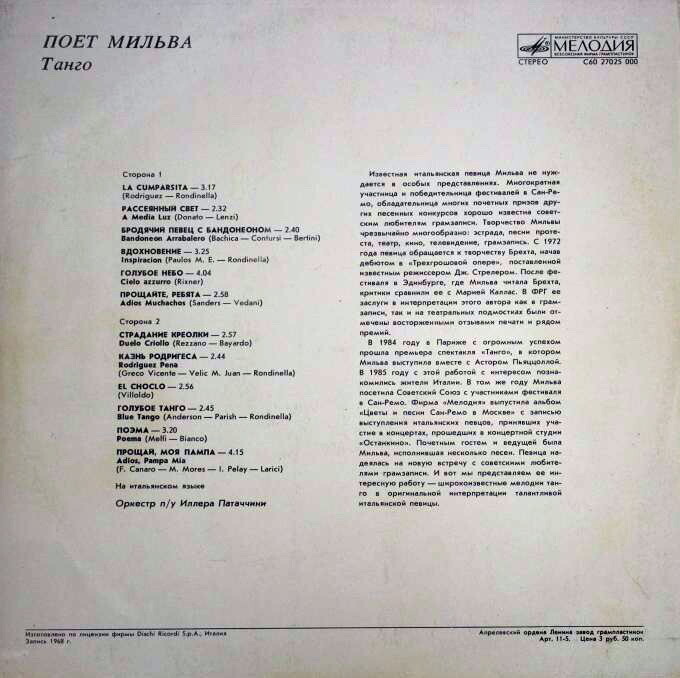 ПОЕТ МИЛЬВА
Танго
МИНИСТЕРСТВО КУЛЬТУРЫ СССР
МЕЛОДИЯ
ВСЕСОЮЗНАЯ ФИРМА ГРАМПЛАСТИНОК
СТЕРЕО С60 27025 000
Сторона 1
LA CUMPARSITA — 3.17
(Rodriguez — Rondinella)
РАССЕЯННЫЙ СВЕТ — 2.32
A Media Luz (Donato — Lenzi)
БРОДЯЧИЙ ПЕВЕЦ С БАНДОНЕОНОМ — 2.40
Bandoneon Arrabalero (Bachica — Contursi — Bertini)
ВДОХНОВЕНИЕ — 3.25
Inspiracion (Paulos M. E. — Rondinella)
ГОЛУБОЕ НЕБО — 4.04
Cielo azzurro (Rixner)
ПРОЩАЙТЕ, РЕБЯТА — 2.58
Adios Muchachos (Sanders — Vedani)
Сторона 2
СТРАДАНИЕ КРЕОЛКИ — 2.57
Duelo Criollo (Rezzano — Bayardo)
КАЗНЬ РОДРИГЕСА — 2.44
Rodriguez Pena
(Greco Vicente — Velic M. Juan — Rondinella)
EL CHOCLO — 2.56
(Villoldo)
ГОЛУБОЕ ТАНГО — 2.45
Blue Tango (Anderson — Parish — Rondinella)
ПОЭМА — 3.20
Poema (Melfi — Bianco)
ПРОЩАЙ, МОЯ ПАМПА — 4.15
Adios, Pampa Mia
(F. Canaro — M. Mores — I. Pelay — Larici)
На итальянском языке
Оркестр п/у Иллера Патаччини
Известная итальянская певица Мильва не нуж-
дается в особых представлениях. Многократная
участница и победительница фестивалей в Сан-Ре-
мо, обладательница многих почетных призов дру-
гих песенных конкурсов хорошо известна совет-
ским любителям грамзаписи. Творчество Мильвы
чрезвычайно многообразно: эстрада, песни проте-
ста, театр, кино, телевидение, грамзапись. С 1972
года певица обращается к творчеству Брехта, начав
дебютом в «Трехгрошовой опере», поставленной
известным режиссером Дж. Стрелером. После фе-
стиваля в Эдинбурге, где Мильва читала Брехта,
критики сравнили ее с Марией Каллас. В ФРГ ее
заслуги в интерпретации этого автора как в грам-
записи, так и на театральных подмостках были от-
мечены восторженными отзывами печати и рядом
премий.
В 1984 году в Париже с огромным успехом
прошла премьера спектакля «Танго», в котором
Мильва выступила вместе с Астором Пьяццоллой.
В 1985 году с этой работой с интересом позна-
комились жители Италии. В том же году Мильва
посетила Советский Союз с участниками фестиваля
в Сан-Ремо. Фирма «Мелодия» выпустила альбом
«Цветы и песни Сан-Ремо в Москве» с записью
выступления итальянских певцов, принявших учас-
тие в концертах, прошедших в концертной студии
«Останкино». Почетным гостем и ведущей была
Мильва, исполнившая несколько песен. Певица на-
деялась на новую встречу с советскими любите-
лями грамзаписи. И вот мы представляем ее ин-
тересную работу — широкоизвестные мелодии тан-
го в оригинальной интерпретации талантливой
итальянской певицы.
Изготовлено по лицензии фирмы Dischi Ricordi S.p.A., Италия
Запись 1968 г.
Апрелевский ордена Ленина завод грампластинок
Арт. 11-5. Цена 3 руб. 50 коп.